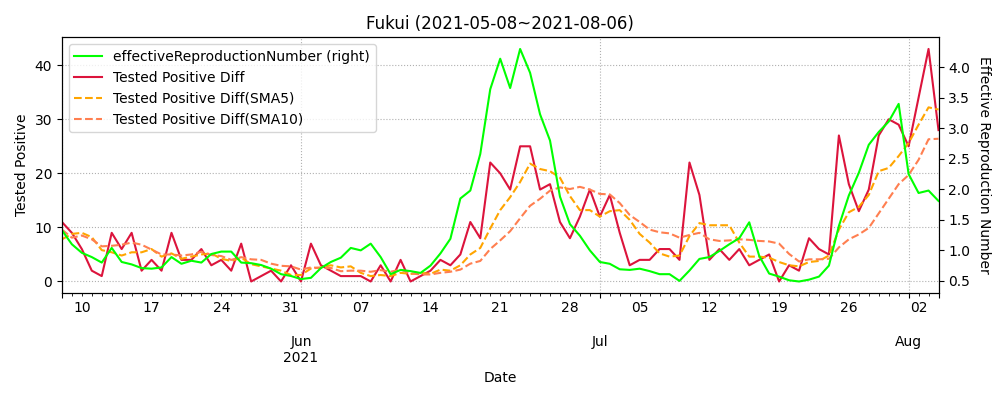 Fukui (2021-05-08~2021-08-06)
effectiveReproductionNumber (right)
Tested Positive Diff
Tested Positive Diff(SMA5)
Tested Positive Diff(SMA10)
Tested Positive
40
30
20
10
0
4.0
3.5
3.0
2.5
2.0
1.5
1.0
0.5
Effective Reproduction Number
10 17 24 31 07 14 21 28 05 12 19 26 02
Jun Jul Aug
2021
Date